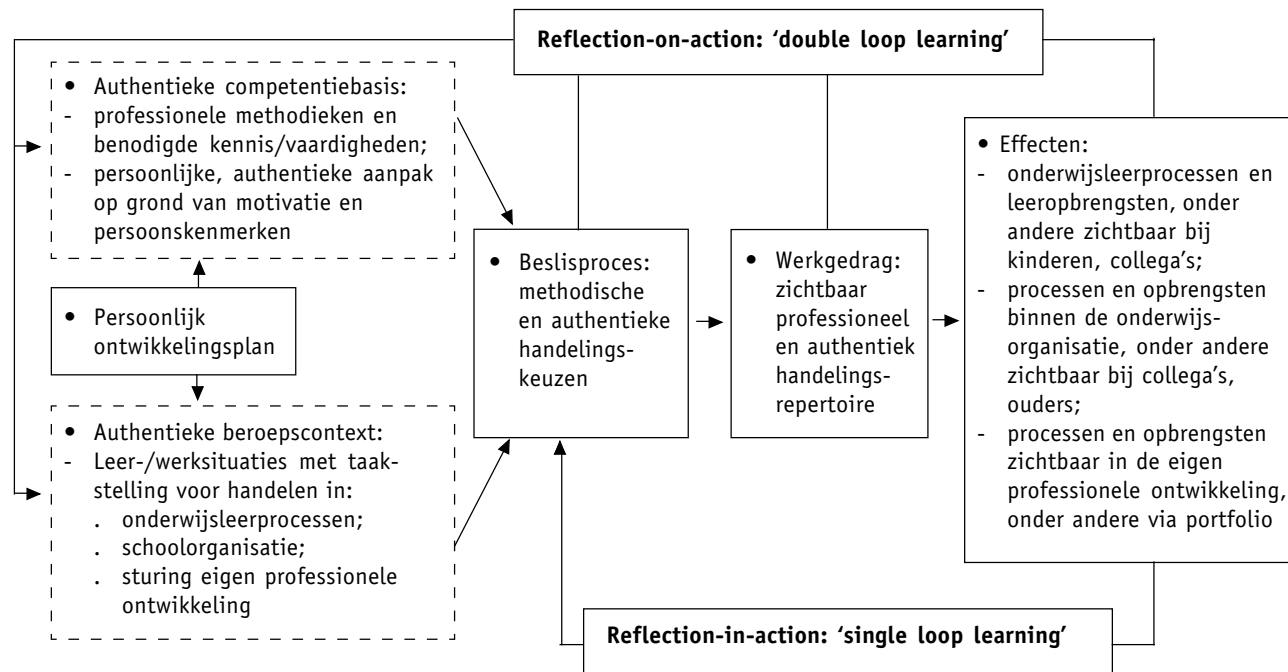 Reflection-on-action: ‘double loop learning’
• Authentieke competentiebasis:
- professionele methodieken en
benodigde kennis/vaardigheden;
- persoonlijke, authentieke aanpak
op grond van motivatie en
persoonskenmerken
• Persoonlijk
ontwikkelingsplan
• Authentieke beroepscontext:
- Leer-/werksituaties met taak-
stelling voor handelen in:
. onderwijsleerprocessen;
. schoolorganisatie;
. sturing eigen professionele
ontwikkeling
• Beslisproces:
methodische
en authentieke
handelings-
keuzen
• Werkgedrag:
zichtbaar
professioneel
en authentiek
handelings-
repertoire
• Effecten:
- onderwijsleerprocessen en
leeropbrengsten, onder
andere zichtbaar bij
kinderen, collega’s;
- processen en opbrengsten
binnen de onderwijs-
organisatie, onder andere
zichtbaar bij collega’s,
ouders;
- processen en opbrengsten
zichtbaar in de eigen
professionele ontwikkeling,
onder andere via portfolio
Reflection-in-action: ‘single loop learning’